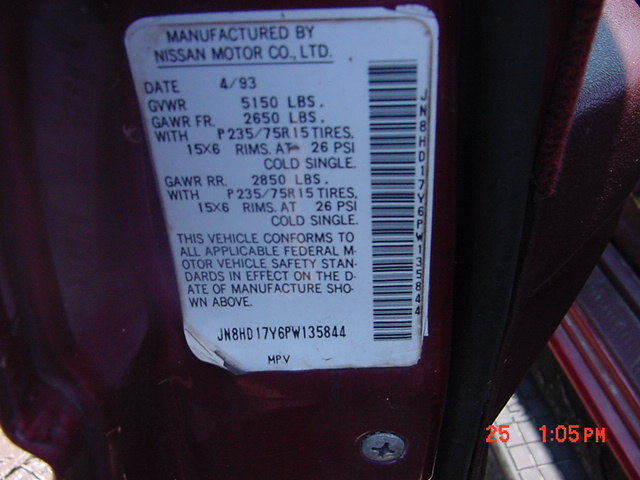 MANUFACTURED BY
NISSAN MOTOR CO., LTD.
DATE 4/93
GVWR 5150 LBS.
GAWR FR. 2650 LBS.
WITH P235/75R15 TIRES,
15X6 RIMS. AT 26 PSI
COLD SINGLE.
GAWR RR. 2850 LBS.
WITH P235/75R15 TIRES,
15X6 RIMS. AT 26 PSI
COLD SINGLE.
THIS VEHICLE CONFORMS TO
ALL APPLICABLE FEDERAL M-
OTOR VEHICLE SAFETY STAN-
DARDS IN EFFECT ON THE D-
ATE OF MANUFACTURE SHO-
WN ABOVE.
JN8HD17Y6PW135844
MPV
JN8HD17Y6PW135844
25 1:05PM